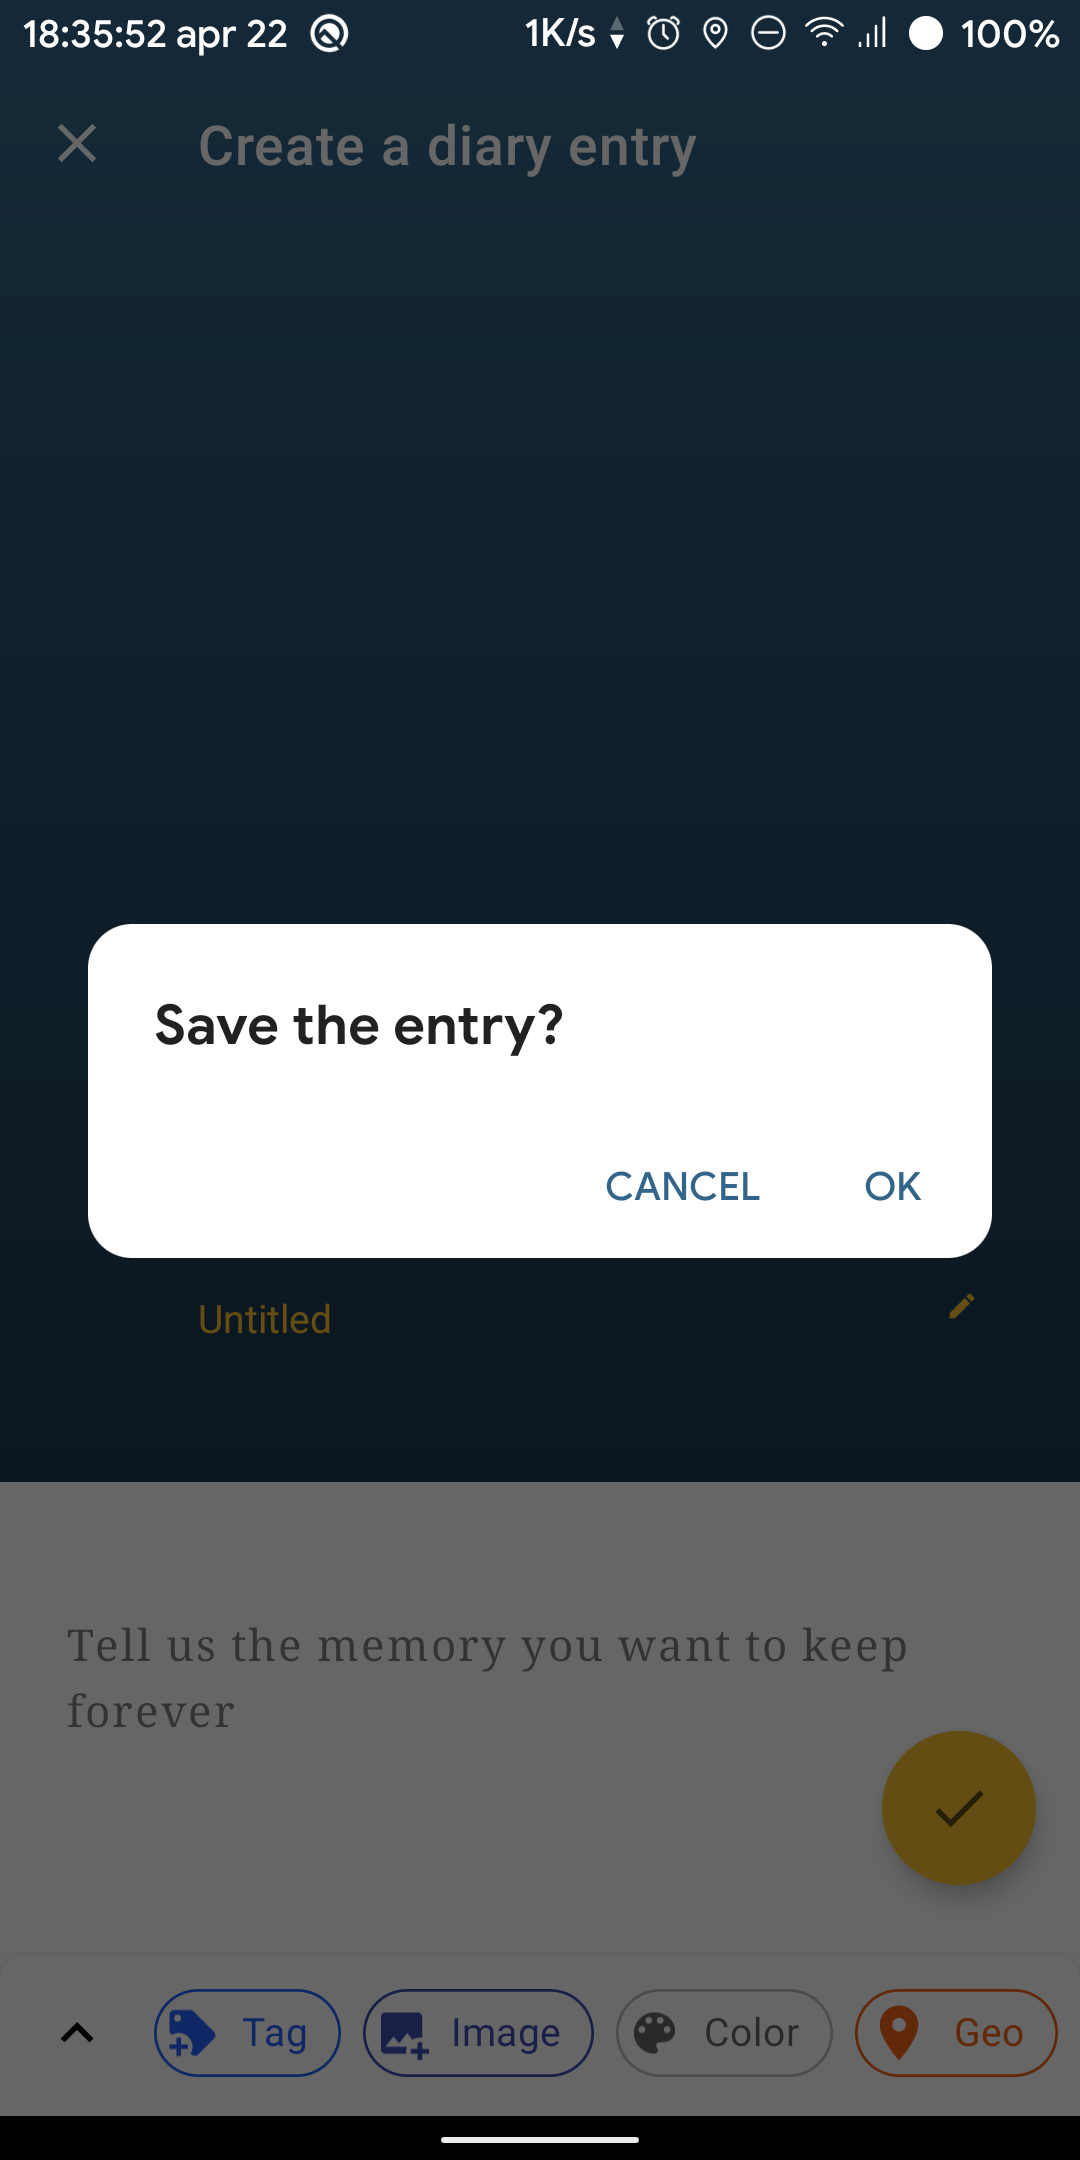 18:35:52 apr 22 1K/s 100%
Create a diary entry
Save the entry?
CANCEL OK
Untitled
Tell us the memory you want to keep
forever
Tag Image Color Geo